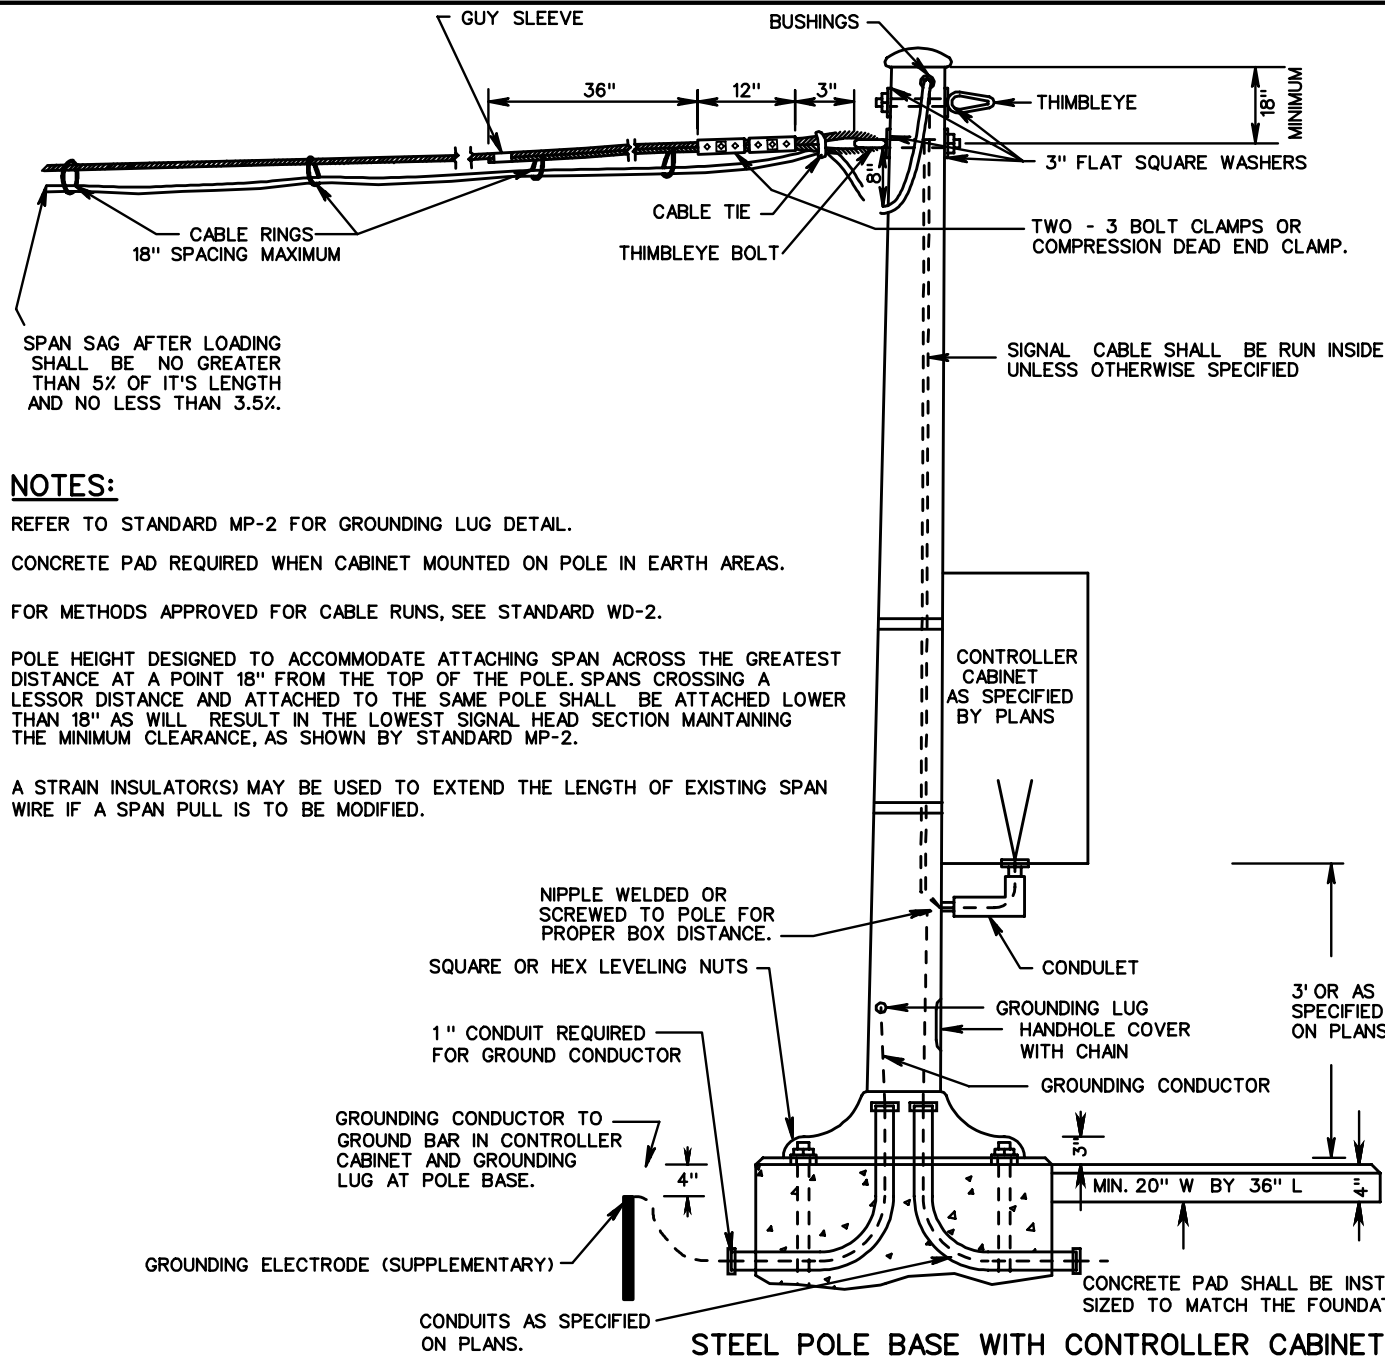 GUY SLEEVE
BUSHINGS
36"
12"
3"
THIMBLEYE
18"
MINIMUM
3" FLAT SQUARE WASHERS
8"
CABLE TIE
CABLE RINGS
18" SPACING MAXIMUM
THIMBLEYE BOLT
TWO - 3 BOLT CLAMPS OR
COMPRESSION DEAD END CLAMP.
SPAN SAG AFTER LOADING
SHALL BE NO GREATER
THAN 5% OF IT'S LENGTH
AND NO LESS THAN 3.5%.
SIGNAL CABLE SHALL BE RUN INSIDE
UNLESS OTHERWISE SPECIFIED
NOTES:
REFER TO STANDARD MP-2 FOR GROUNDING LUG DETAIL.
CONCRETE PAD REQUIRED WHEN CABINET MOUNTED ON POLE IN EARTH AREAS.
FOR METHODS APPROVED FOR CABLE RUNS, SEE STANDARD WD-2.
POLE HEIGHT DESIGNED TO ACCOMMODATE ATTACHING SPAN ACROSS THE GREATEST
DISTANCE AT A POINT 18" FROM THE TOP OF THE POLE. SPANS CROSSING A
LESSOR DISTANCE AND ATTACHED TO THE SAME POLE SHALL BE ATTACHED LOWER
THAN 18" AS WILL RESULT IN THE LOWEST SIGNAL HEAD SECTION MAINTAINING
THE MINIMUM CLEARANCE, AS SHOWN BY STANDARD MP-2.
A STRAIN INSULATOR(S) MAY BE USED TO EXTEND THE LENGTH OF EXISTING SPAN
WIRE IF A SPAN PULL IS TO BE MODIFIED.
CONTROLLER
CABINET
AS SPECIFIED
BY PLANS
NIPPLE WELDED OR
SCREWED TO POLE FOR
PROPER BOX DISTANCE.
SQUARE OR HEX LEVELING NUTS
CONDULET
1" CONDUIT REQUIRED
FOR GROUND CONDUCTOR
GROUNDING LUG
HANDHOLE COVER
WITH CHAIN
3' OR AS
SPECIFIED
ON PLANS
GROUNDING CONDUCTOR
GROUNDING CONDUCTOR TO
GROUND BAR IN CONTROLLER
CABINET AND GROUNDING
LUG AT POLE BASE.
4"
3"
MIN. 20" W BY 36" L
4"
GROUNDING ELECTRODE (SUPPLEMENTARY)
CONCRETE PAD SHALL BE INST
SIZED TO MATCH THE FOUNDA
CONDUITS AS SPECIFIED
ON PLANS.
STEEL POLE BASE WITH CONTROLLER CABINET